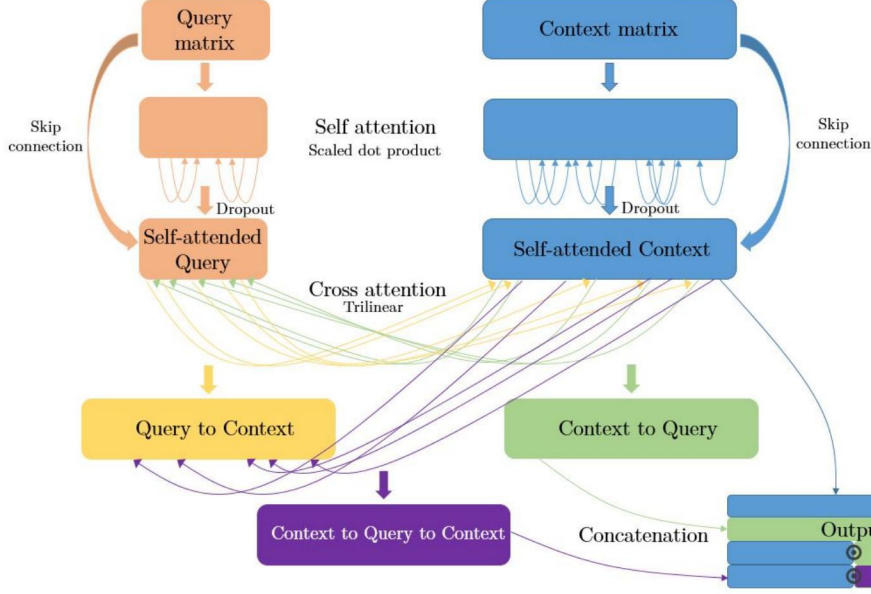 Query
matrix
Context matrix
Skip
connection
Self attention
Scaled dot product
Skip
connection
Dropout
Dropout
Self-attended
Query
Self-attended Context
Cross attention
Trilinear
Query to Context
Context to Query
Context to Query to Context
Concatenation
Outpu